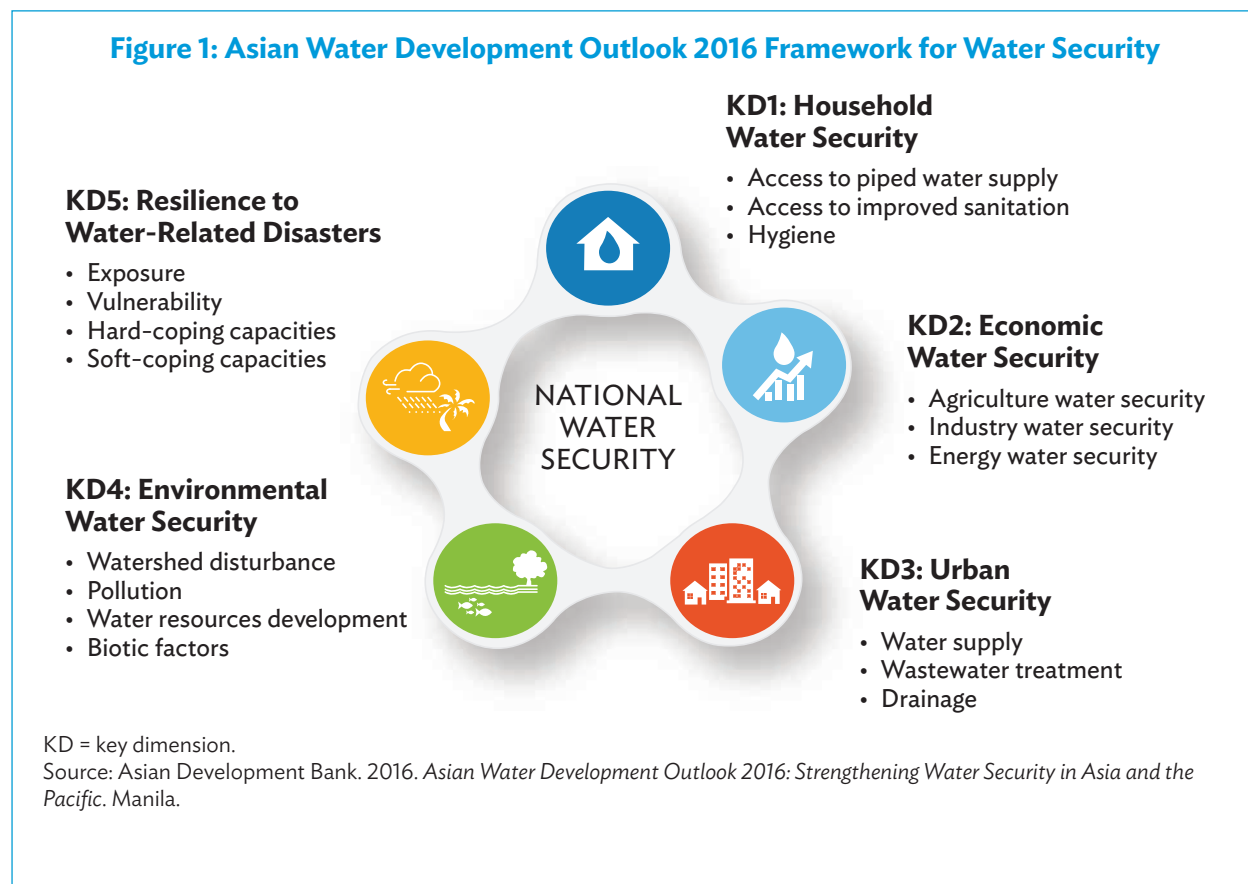 Figure 1: Asian Water Development Outlook 2016 Framework for Water Security
KD1: Household
Water Security
• Access to piped water supply
• Access to improved sanitation
• Hygiene
KD2: Economic
Water Security
• Agriculture water security
• Industry water security
• Energy water security
KD3: Urban
Water Security
• Water supply
• Wastewater treatment
• Drainage
KD4: Environmental
Water Security
• Watershed disturbance
• Pollution
• Water resources development
• Biotic factors
KD5: Resilience to
Water-Related Disasters
• Exposure
• Vulnerability
• Hard-coping capacities
• Soft-coping capacities
NATIONAL
WATER
SECURITY
KD = key dimension.
Source: Asian Development Bank. 2016. Asian Water Development Outlook 2016: Strengthening Water Security in Asia and the
Pacific. Manila.